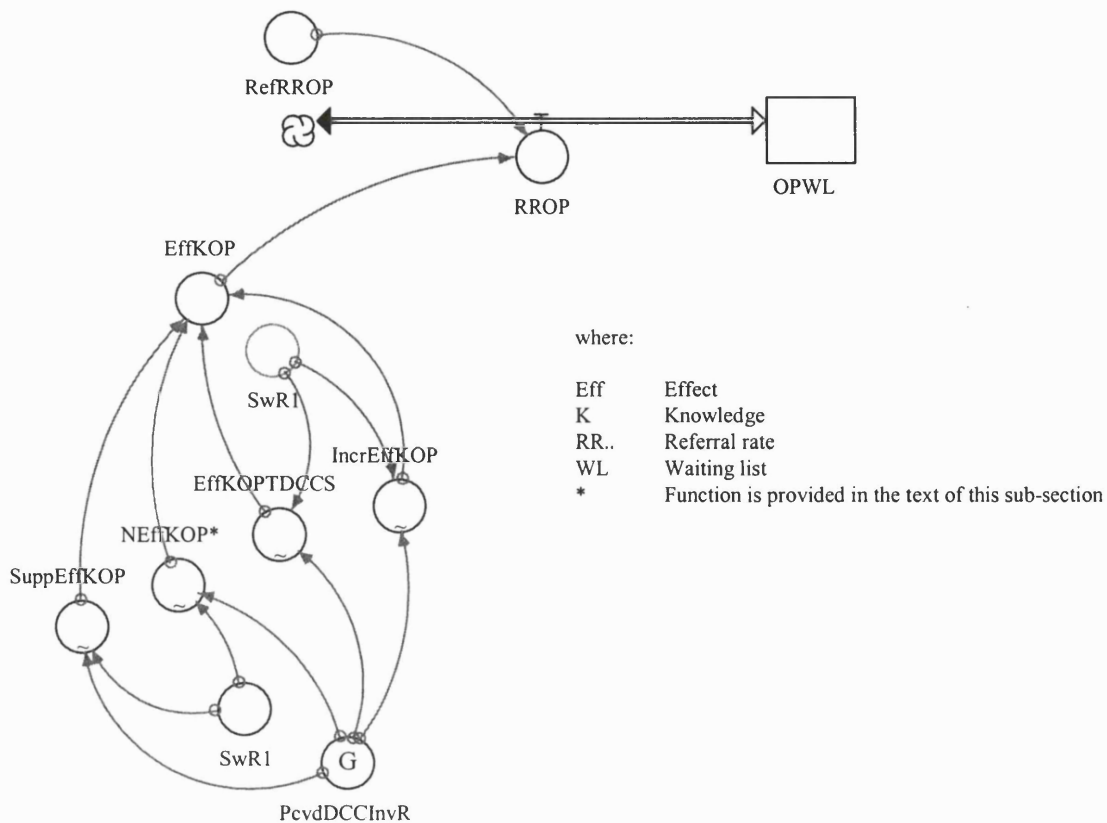 RefRROP
RROP
OPWL
EffKOP
SwR1
IncrEffKOP
EffKOPTDCCS
NEffKOP*
SuppEffKOP
SwR1
G
PcvdDCCInvR
where:
Eff Effect
K Knowledge
RR.. Referral rate
WL Waiting list
* Function is provided in the text of this sub-section